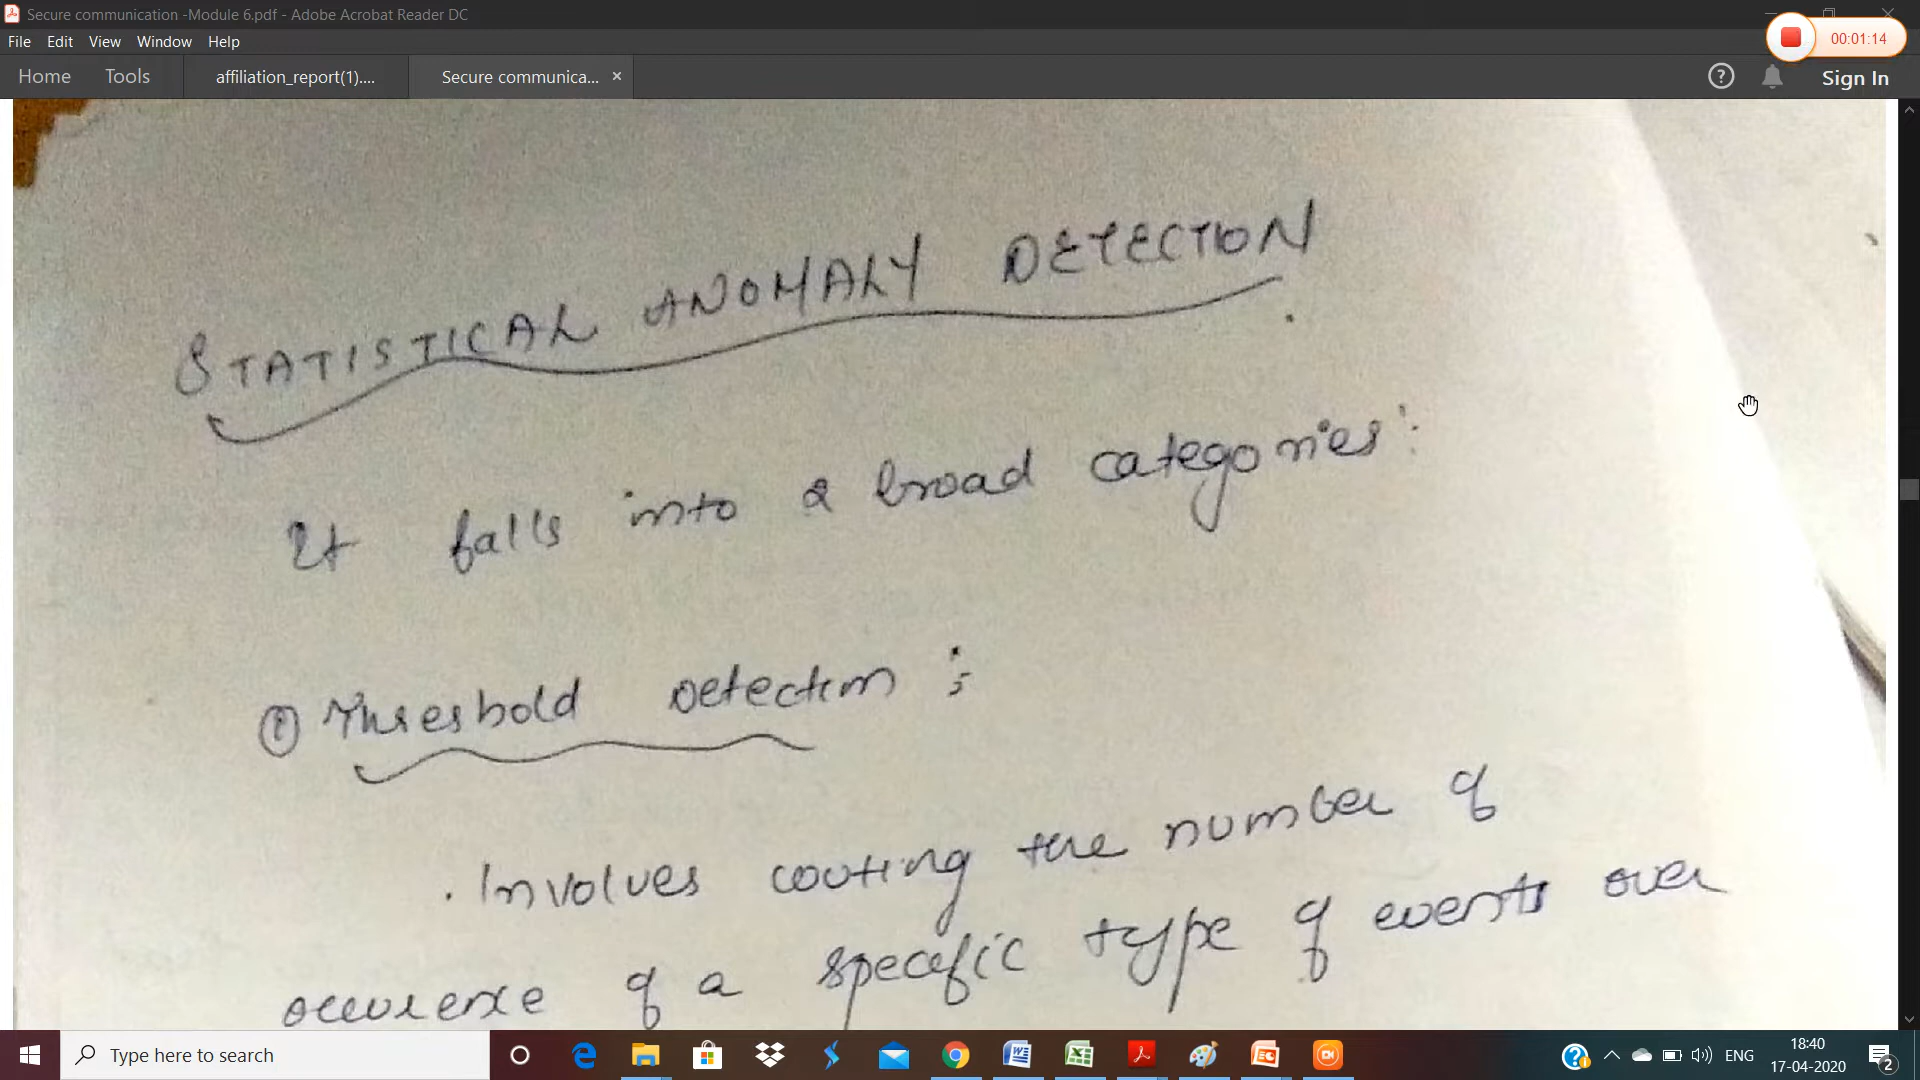 Secure communication -Module 6.pdf - Adobe Acrobat Reader DC
File Edit View Window Help
00:01:14
Home Tools affiliation_report(1).... Secure communica... ×
Sign In
STATISTICAL ANOMALY DETECTION
It falls into 2 broad categories:
① Threshold Detection :
. Involves couting the number of
occurence of a specific type of events over
Type here to search
ENG
18:40
17-04-2020
2